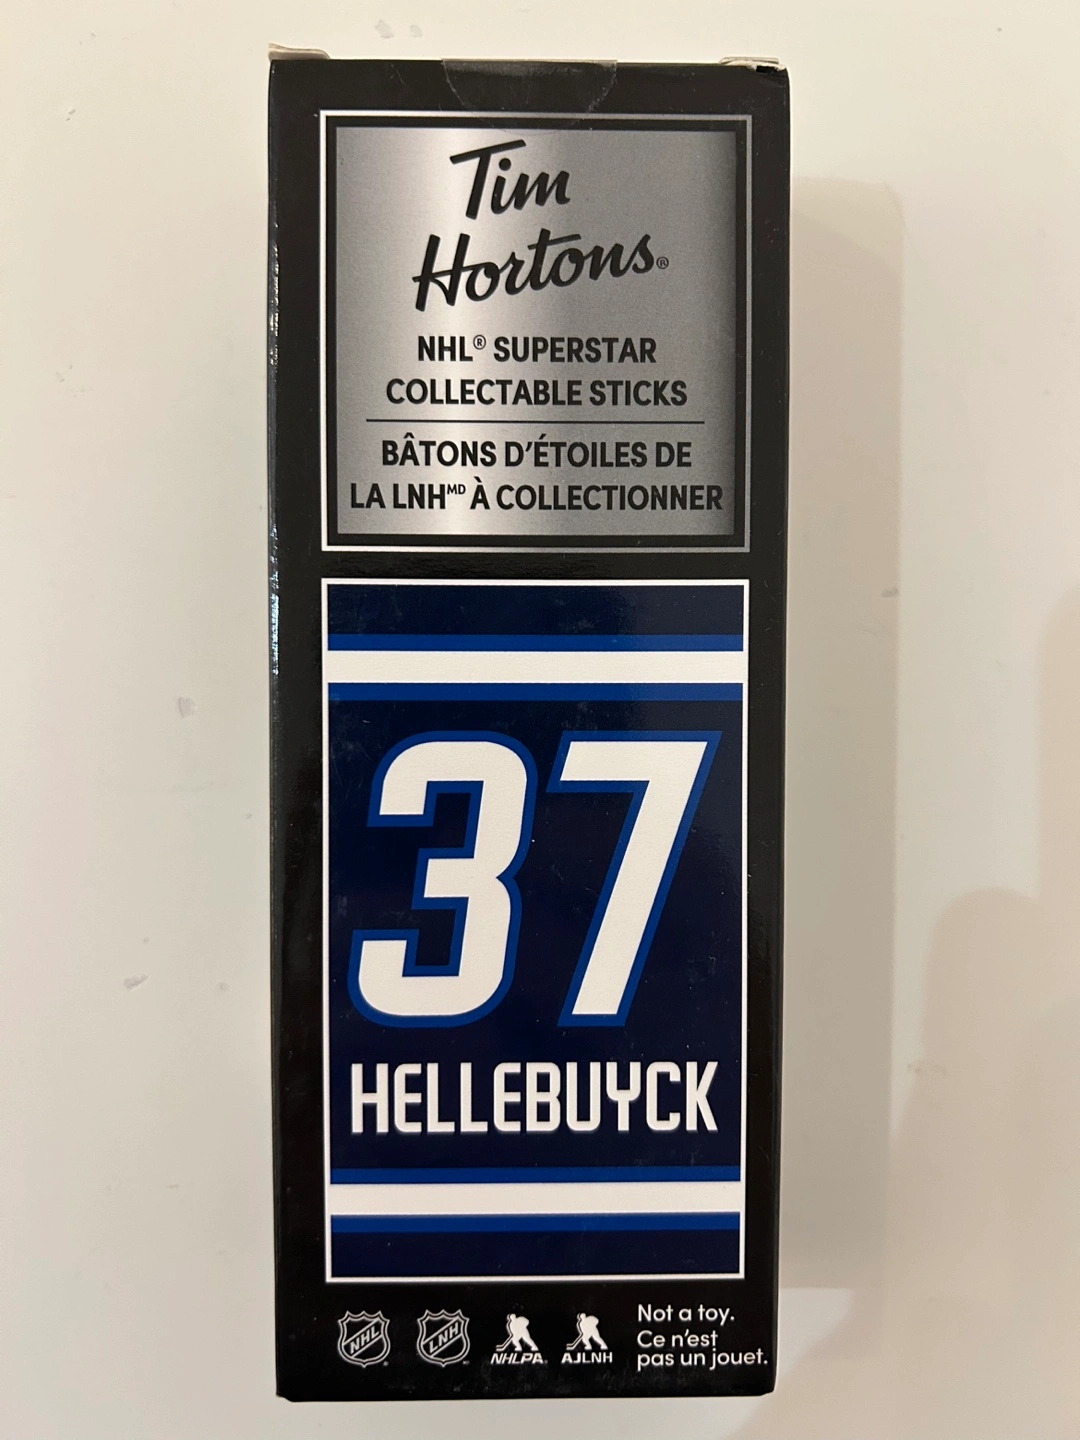 Tim
Hortons®
NHL® SUPERSTAR
COLLECTABLE STICKS
BÂTONS D'ÉTOILES DE
LA LNHᴹᴰ À COLLECTIONNER
37
HELLEBUYCK
NHL LNH NHLPA AJLNH
Not a toy.
Ce n'est
pas un jouet.